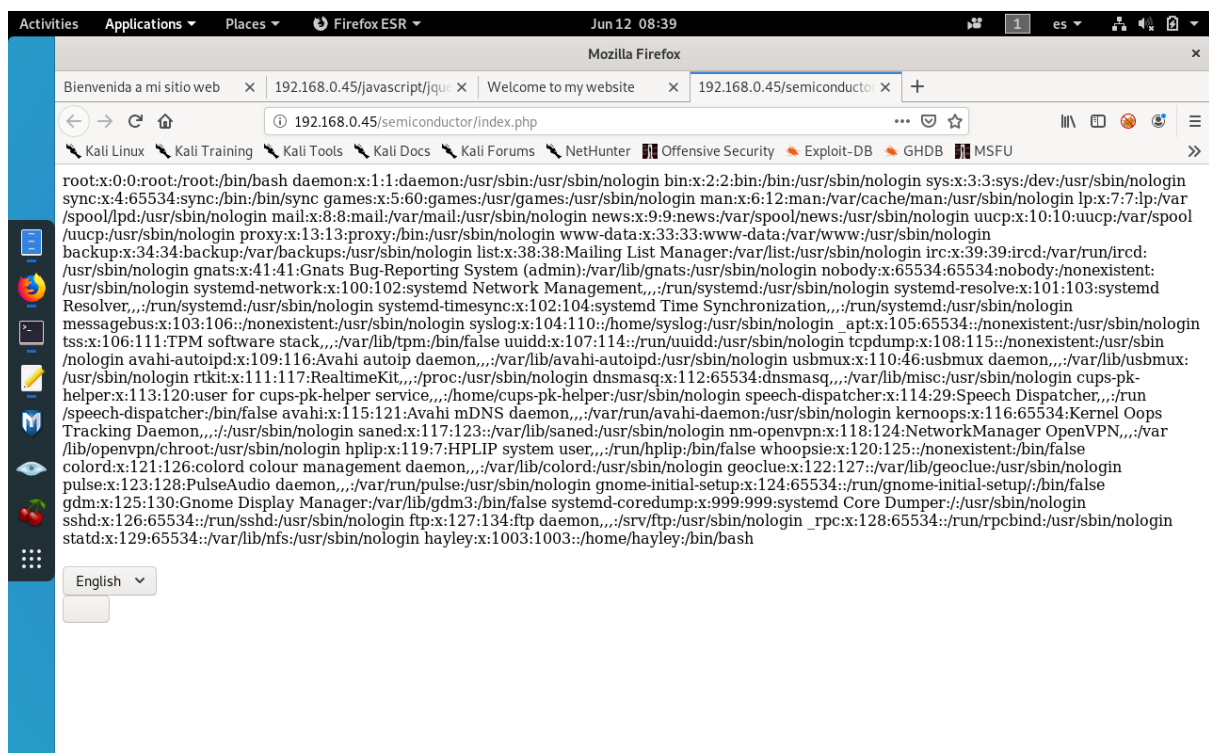 Activities Applications Places Firefox ESR Jun 12 08:39 1 es
Mozilla Firefox
Bienvenida a mi sitio web 192.168.0.45/javascript/jque Welcome to my website 192.168.0.45/semiconductor
192.168.0.45/semiconductor/index.php
Kali Linux Kali Training Kali Tools Kali Docs Kali Forums NetHunter Offensive Security Exploit-DB GHDB MSFU
root:x:0:0:root:/root:/bin/bash daemon:x:1:1:daemon:/usr/sbin:/usr/sbin/nologin bin:x:2:2:bin:/bin:/usr/sbin/nologin sys:x:3:3:sys:/dev:/usr/sbin/nologin
sync:x:4:65534:sync:/bin:/bin/sync games:x:5:60:games:/usr/games:/usr/sbin/nologin man:x:6:12:man:/var/cache/man:/usr/sbin/nologin lp:x:7:7:lp:/var
/spool/lpd:/usr/sbin/nologin mail:x:8:8:mail:/var/mail:/usr/sbin/nologin news:x:9:9:news:/var/spool/news:/usr/sbin/nologin uucp:x:10:10:uucp:/var/spool
/uucp:/usr/sbin/nologin proxy:x:13:13:proxy:/bin:/usr/sbin/nologin www-data:x:33:33:www-data:/var/www:/usr/sbin/nologin
backup:x:34:34:backup:/var/backups:/usr/sbin/nologin list:x:38:38:Mailing List Manager:/var/list:/usr/sbin/nologin irc:x:39:39:ircd:/var/run/ircd:
/usr/sbin/nologin gnats:x:41:41:Gnats Bug-Reporting System (admin):/var/lib/gnats:/usr/sbin/nologin nobody:x:65534:65534:nobody:/nonexistent:
/usr/sbin/nologin systemd-network:x:100:102:systemd Network Management,,,:/run/systemd:/usr/sbin/nologin systemd-resolve:x:101:103:systemd
Resolver,,,:/run/systemd:/usr/sbin/nologin systemd-timesync:x:102:104:systemd Time Synchronization,,,:/run/systemd:/usr/sbin/nologin
messagebus:x:103:106::/nonexistent:/usr/sbin/nologin syslog:x:104:110::/home/syslog:/usr/sbin/nologin _apt:x:105:65534::/nonexistent:/usr/sbin/nologin
tss:x:106:111:TPM software stack,,,:/var/lib/tpm:/bin/false uuidd:x:107:114::/run/uuidd:/usr/sbin/nologin tcpdump:x:108:115::/nonexistent:/usr/sbin
/nologin avahi-autoipd:x:109:116:Avahi autoip daemon,,,:/var/lib/avahi-autoipd:/usr/sbin/nologin usbmux:x:110:46:usbmux daemon,,,:/var/lib/usbmux:
/usr/sbin/nologin rtkit:x:111:117:RealtimeKit,,,:/proc:/usr/sbin/nologin dnsmasq:x:112:65534:dnsmasq,,,:/var/lib/misc:/usr/sbin/nologin cups-pk-
helper:x:113:120:user for cups-pk-helper service,,,:/home/cups-pk-helper:/usr/sbin/nologin speech-dispatcher:x:114:29:Speech Dispatcher,,,:/run
/speech-dispatcher:/bin/false avahi:x:115:121:Avahi mDNS daemon,,,:/var/run/avahi-daemon:/usr/sbin/nologin kernoops:x:116:65534:Kernel Oops
Tracking Daemon,,,:/:/usr/sbin/nologin saned:x:117:123::/var/lib/saned:/usr/sbin/nologin nm-openvpn:x:118:124:NetworkManager OpenVPN,,,:/var
/lib/openvpn/chroot:/usr/sbin/nologin hplip:x:119:7:HPLIP system user,,,:/run/hplip:/bin/false whoopsie:x:120:125::/nonexistent:/bin/false
colord:x:121:126:colord colour management daemon,,,:/var/lib/colord:/usr/sbin/nologin geoclue:x:122:127::/var/lib/geoclue:/usr/sbin/nologin
pulse:x:123:128:PulseAudio daemon,,,:/var/run/pulse:/usr/sbin/nologin gnome-initial-setup:x:124:65534::/run/gnome-initial-setup/:/bin/false
gdm:x:125:130:Gnome Display Manager:/var/lib/gdm3:/bin/false systemd-coredump:x:999:999:systemd Core Dumper:/:/usr/sbin/nologin
sshd:x:126:65534::/run/sshd:/usr/sbin/nologin ftp:x:127:134:ftp daemon,,,:/srv/ftp:/usr/sbin/nologin _rpc:x:128:65534::/run/rpcbind:/usr/sbin/nologin
statd:x:129:65534::/var/lib/nfs:/usr/sbin/nologin hayley:x:1003:1003::/home/hayley:/bin/bash
English